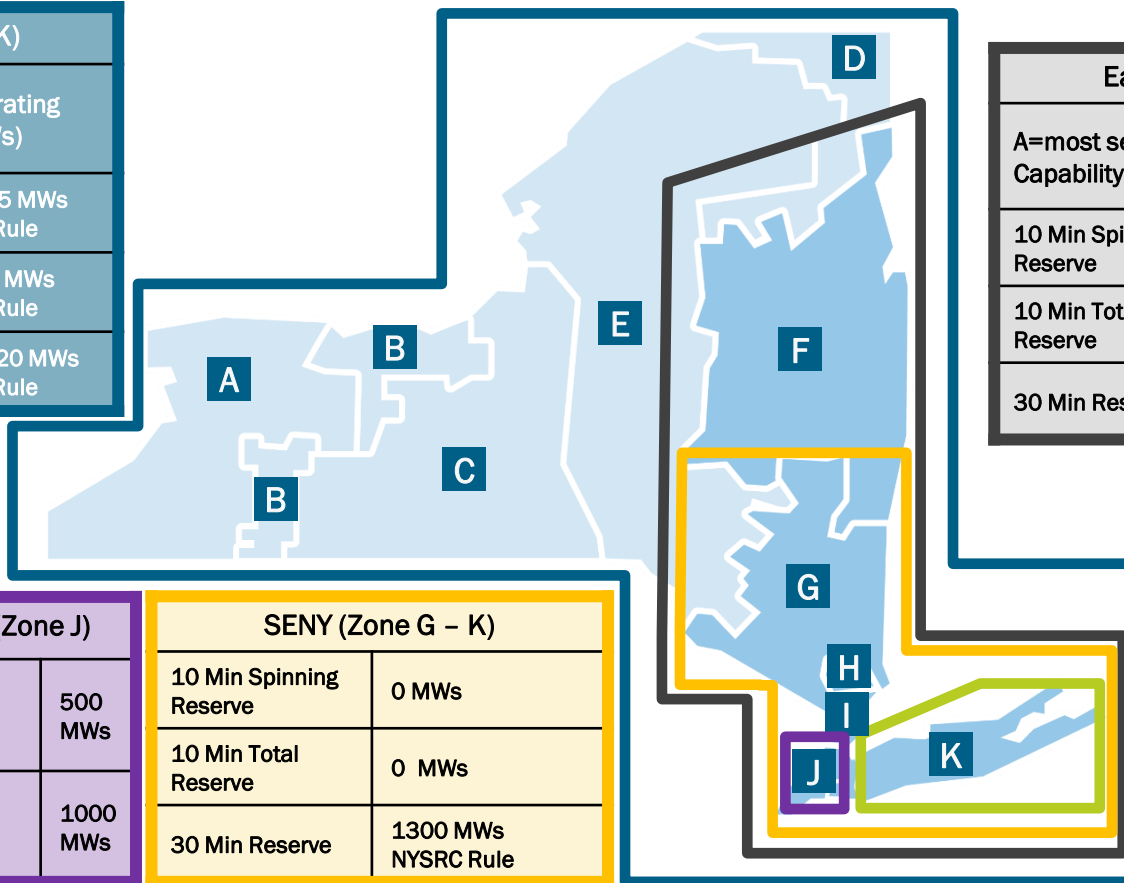 K)
rating
s)
5 MWs
Rule
MWs
Rule
20 MWs
Rule
D
Ea
A=most se
Capability
10 Min Spi
Reserve
10 Min Tot
Reserve
30 Min Res
E
B
F
A
C
B
G
H
I
K
J
Zone J)
500
MWs
1000
MWs
SENY (Zone G – K)
10 Min Spinning
Reserve
0 MWs
10 Min Total
Reserve
0 MWs
30 Min Reserve
1300 MWs
NYSRC Rule